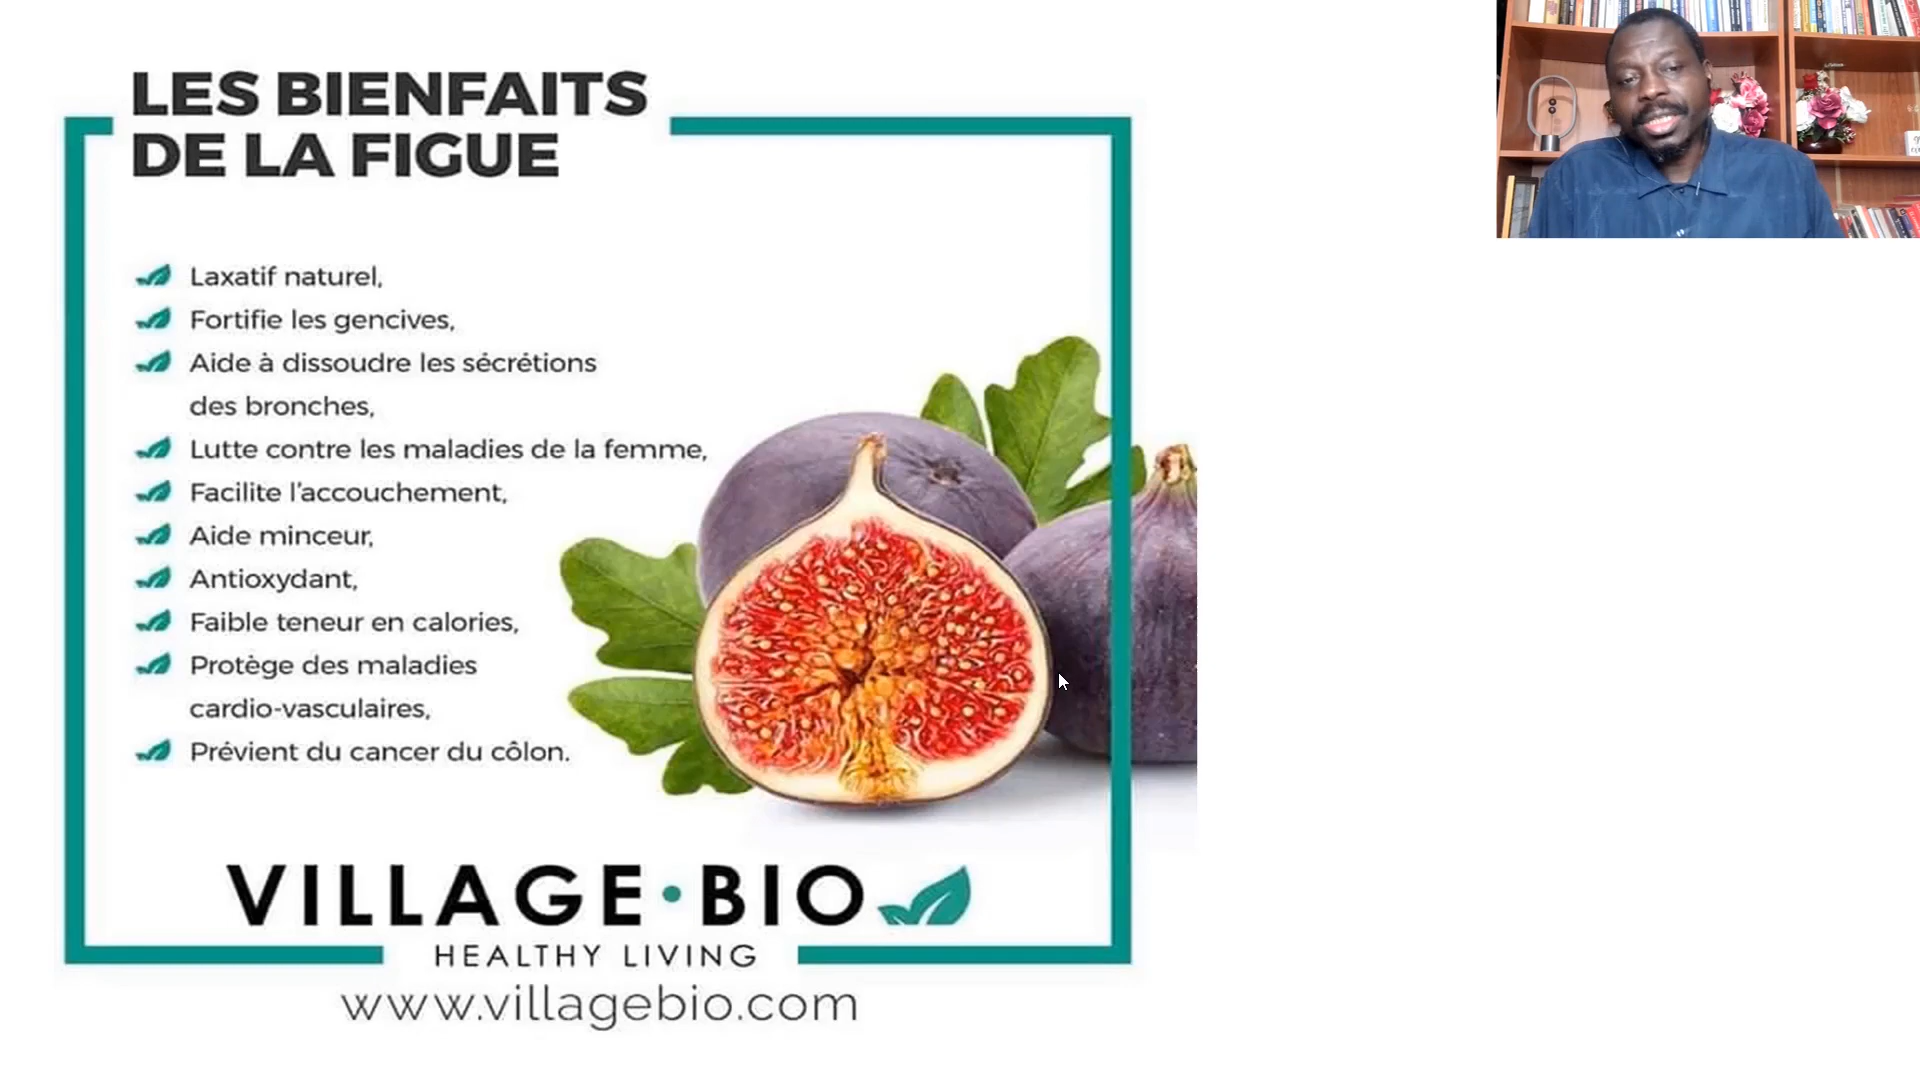 LES BIENFAITS
DE LA FIGUE
Laxatif naturel,
Fortifie les gencives,
Aide à dissoudre les sécrétions
des bronches,
Lutte contre les maladies de la femme,
Facilite l'accouchement,
Aide minceur,
Antioxydant,
Faible teneur en calories,
Protège des maladies
cardio-vasculaires,
Prévient du cancer du côlon.
VILLAGE·BIO
HEALTHY LIVING
www.villagebio.com